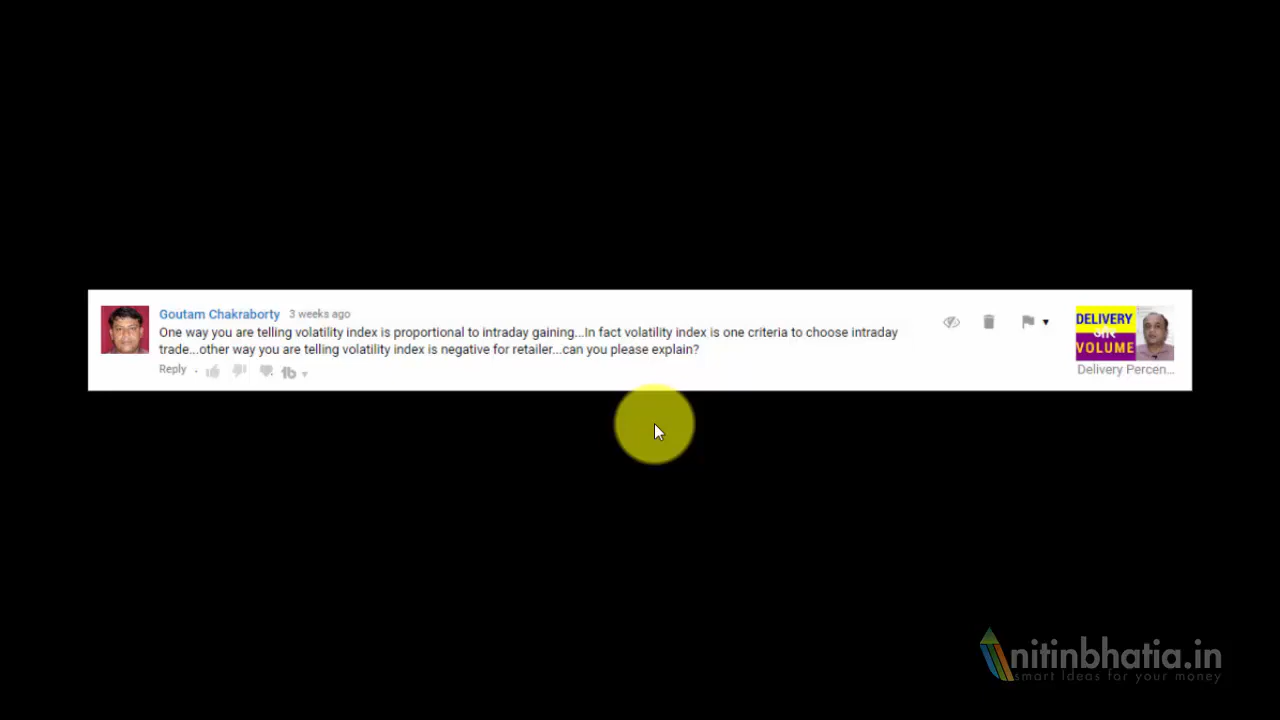 Goutam Chakraborty 3 weeks ago
One way you are telling volatility index is proportional to intraday gaining...In fact volatility index is one criteria to choose intraday
trade...other way you are telling volatility index is negative for retailer...can you please explain?
Reply
DELIVERY
और
VOLUME
Delivery Percen...
nitinbhatia.in
smart Ideas for your money